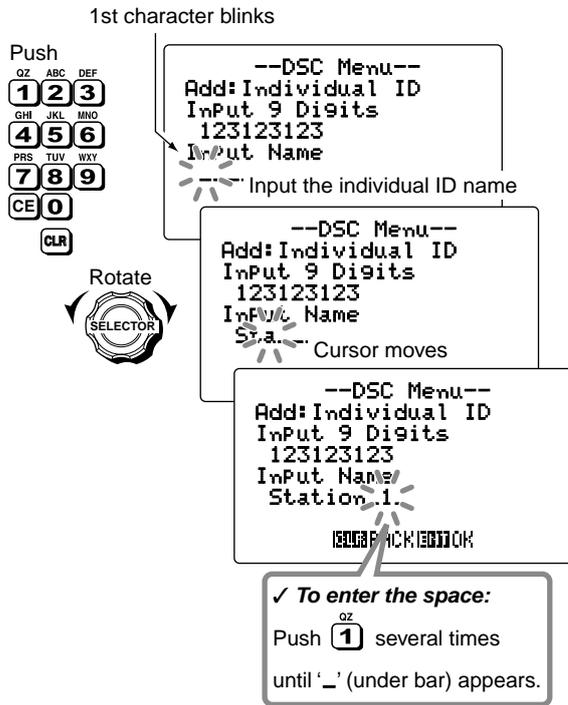 1st character blinks
Push
QZ ABC DEF
1 2 3
GHI JKL MNO
4 5 6
PRS TUV WXY
7 8 9
CE 0
CLR
Rotate
SELECTOR
--DSC Menu--
Add:Individual ID
InPut 9 Digits
123123123
InPut Name
Input the individual ID name
--DSC Menu--
Add:Individual ID
InPut 9 Digits
123123123
InPut Name
Sta
Cursor moves
--DSC Menu--
Add:Individual ID
InPut 9 Digits
123123123
InPut Name
Station 1
BACK OK
✓ To enter the space:
QZ
Push 1 several times
until ‘_’ (under bar) appears.